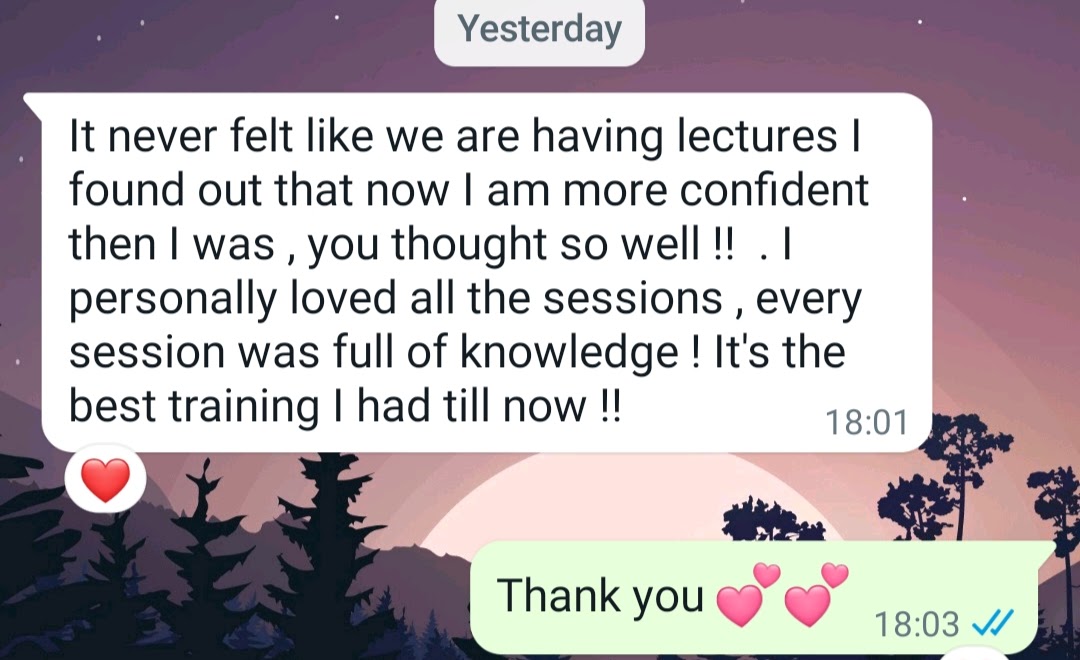 Yesterday
It never felt like we are having lectures I
found out that now I am more confident
then I was , you thought so well !! . I
personally loved all the sessions , every
session was full of knowledge ! It's the
best training I had till now !!
18:01
❤️
Thank you 💕💕
18:03